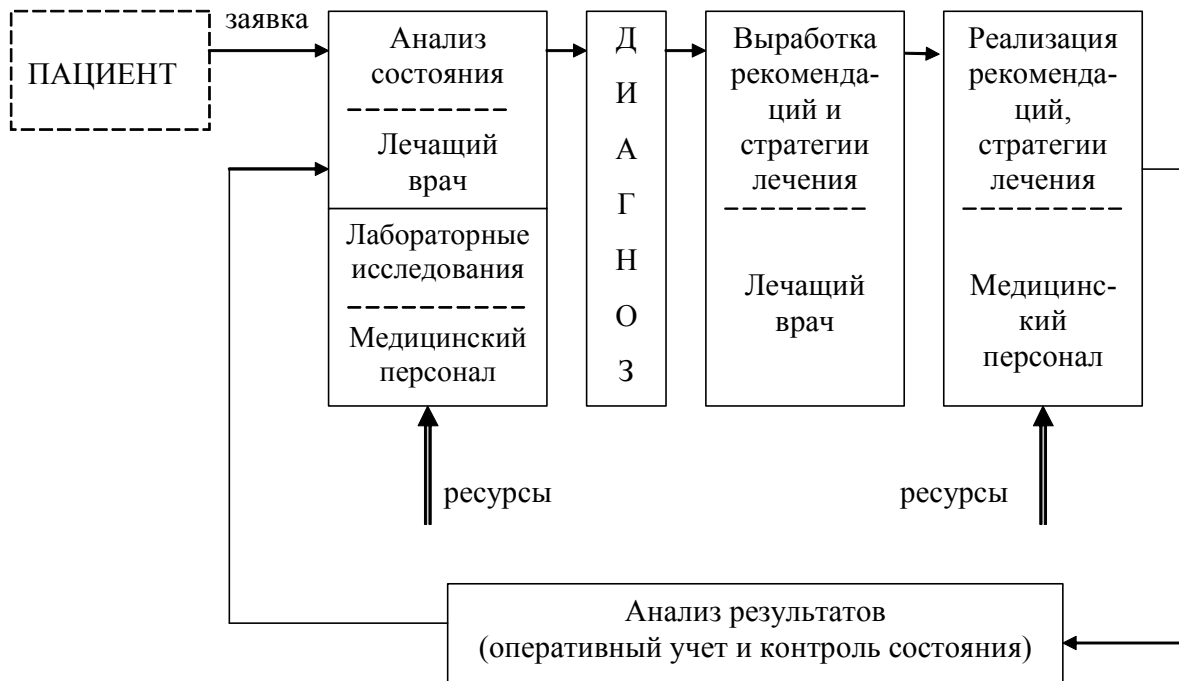 заявка
ПАЦИЕНТ
Анализ
состояния
Лечащий
врач
Лабораторные
исследования
Медицинский
персонал
Д
И
А
Г
Н
О
З
Выработка
рекоменда-
ций и
стратегии
лечения
Лечащий
врач
Реализация
рекоменда-
ций,
стратегии
лечения
Медицинс-
кий
персонал
ресурсы
ресурсы
Анализ результатов
(оперативный учет и контроль состояния)